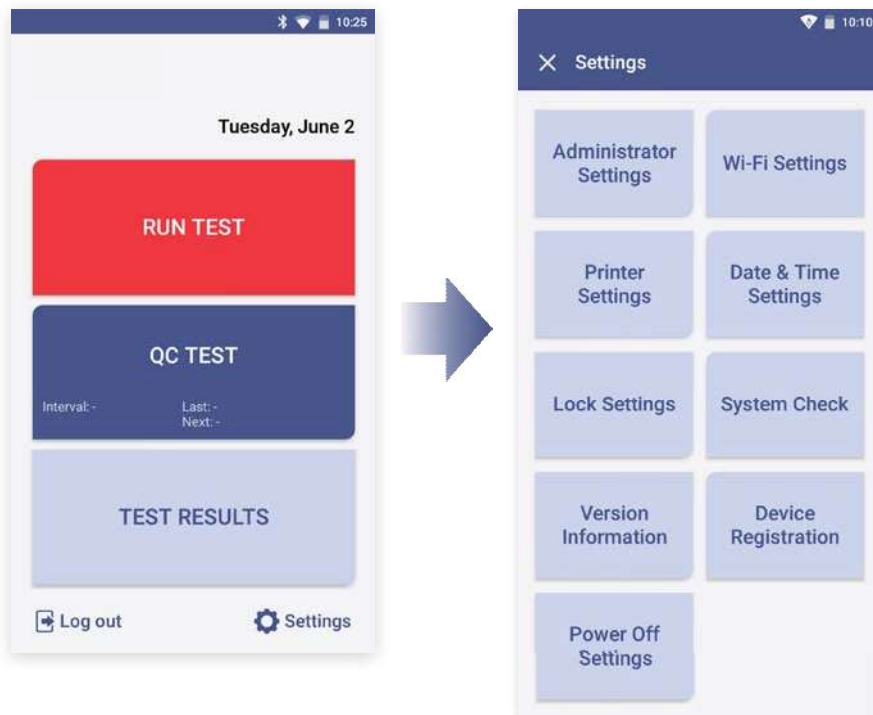 10:25
Tuesday, June 2
RUN TEST
QC TEST
Interval: -
Last: -
Next: -
TEST RESULTS
Log out
Settings
10:10
Settings
Administrator
Settings
Wi-Fi Settings
Printer
Settings
Date & Time
Settings
Lock Settings
System Check
Version
Information
Device
Registration
Power Off
Settings